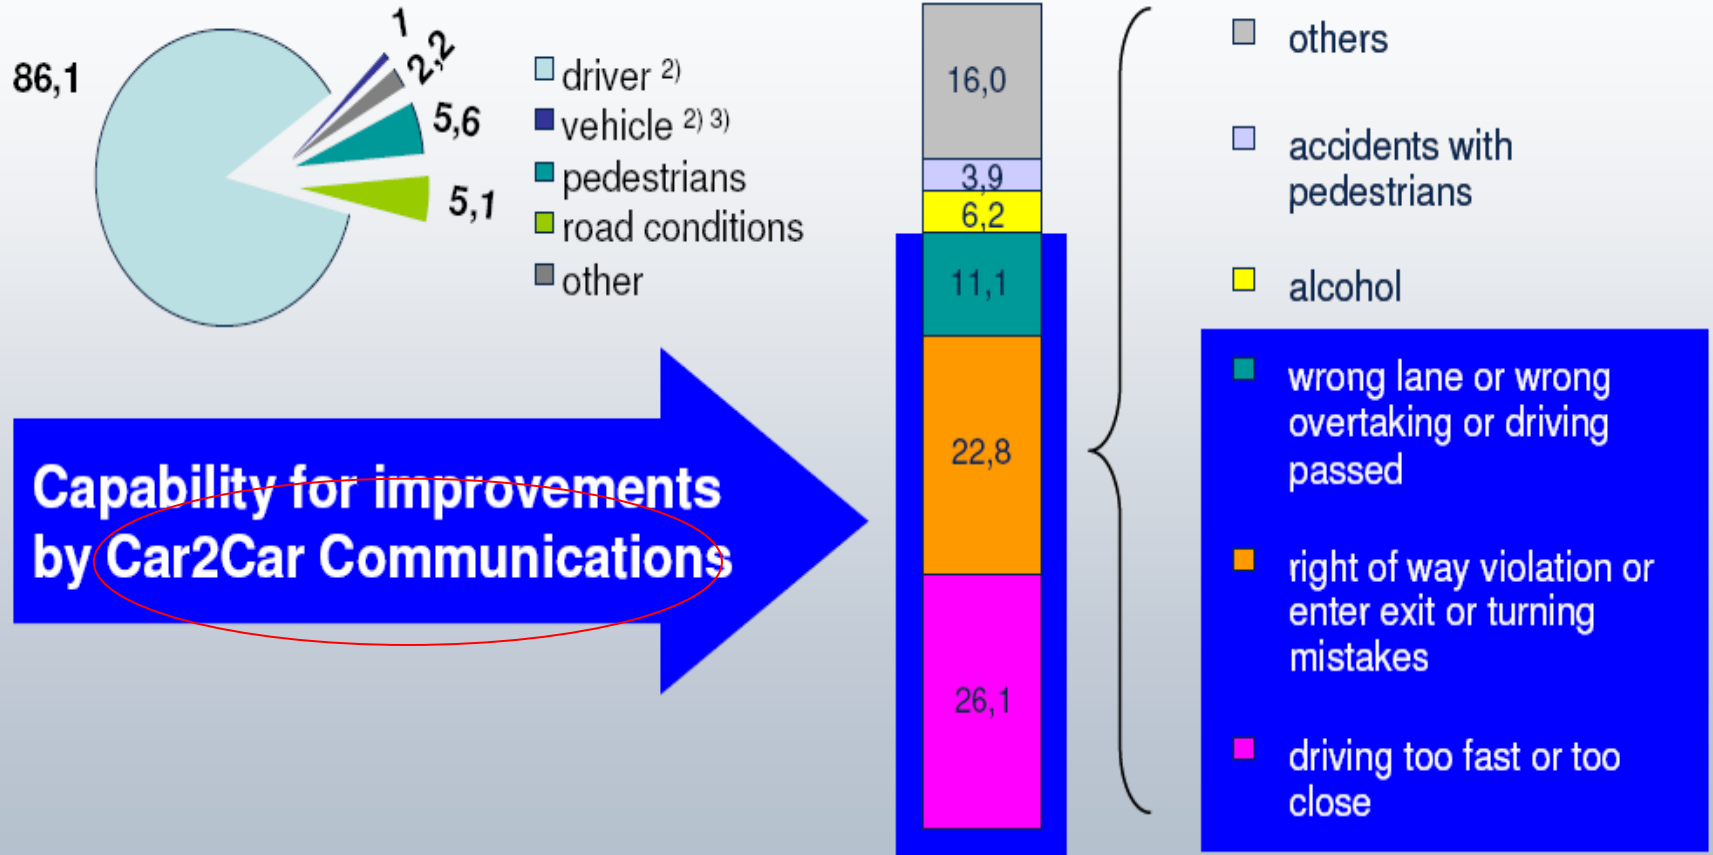 86,1
1
2,2
5,6
5,1
driver 2)
vehicle 2) 3)
pedestrians
road conditions
other
Capability for improvements
by Car2Car Communications
16,0
3,9
6,2
11,1
22,8
26,1
others
accidents with
pedestrians
alcohol
wrong lane or wrong
overtaking or driving
passed
right of way violation or
enter exit or turning
mistakes
driving too fast or too
close